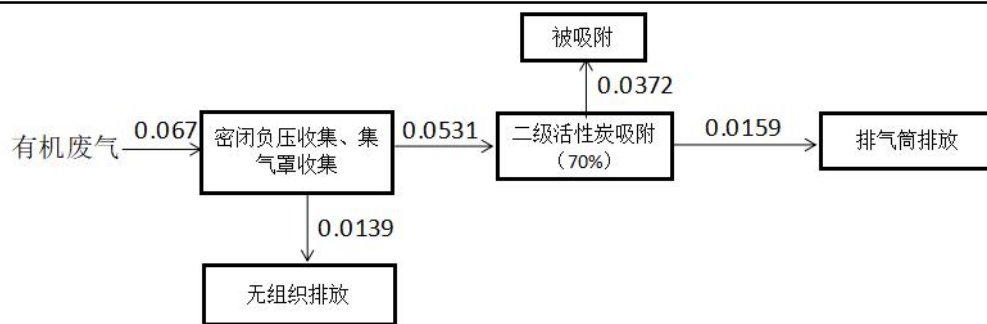 被吸附
0.0372
有机废气
0.067
密闭负压收集、集
气罩收集
0.0531
二级活性炭吸附
（70%）
0.0159
排气筒排放
0.0139
无组织排放